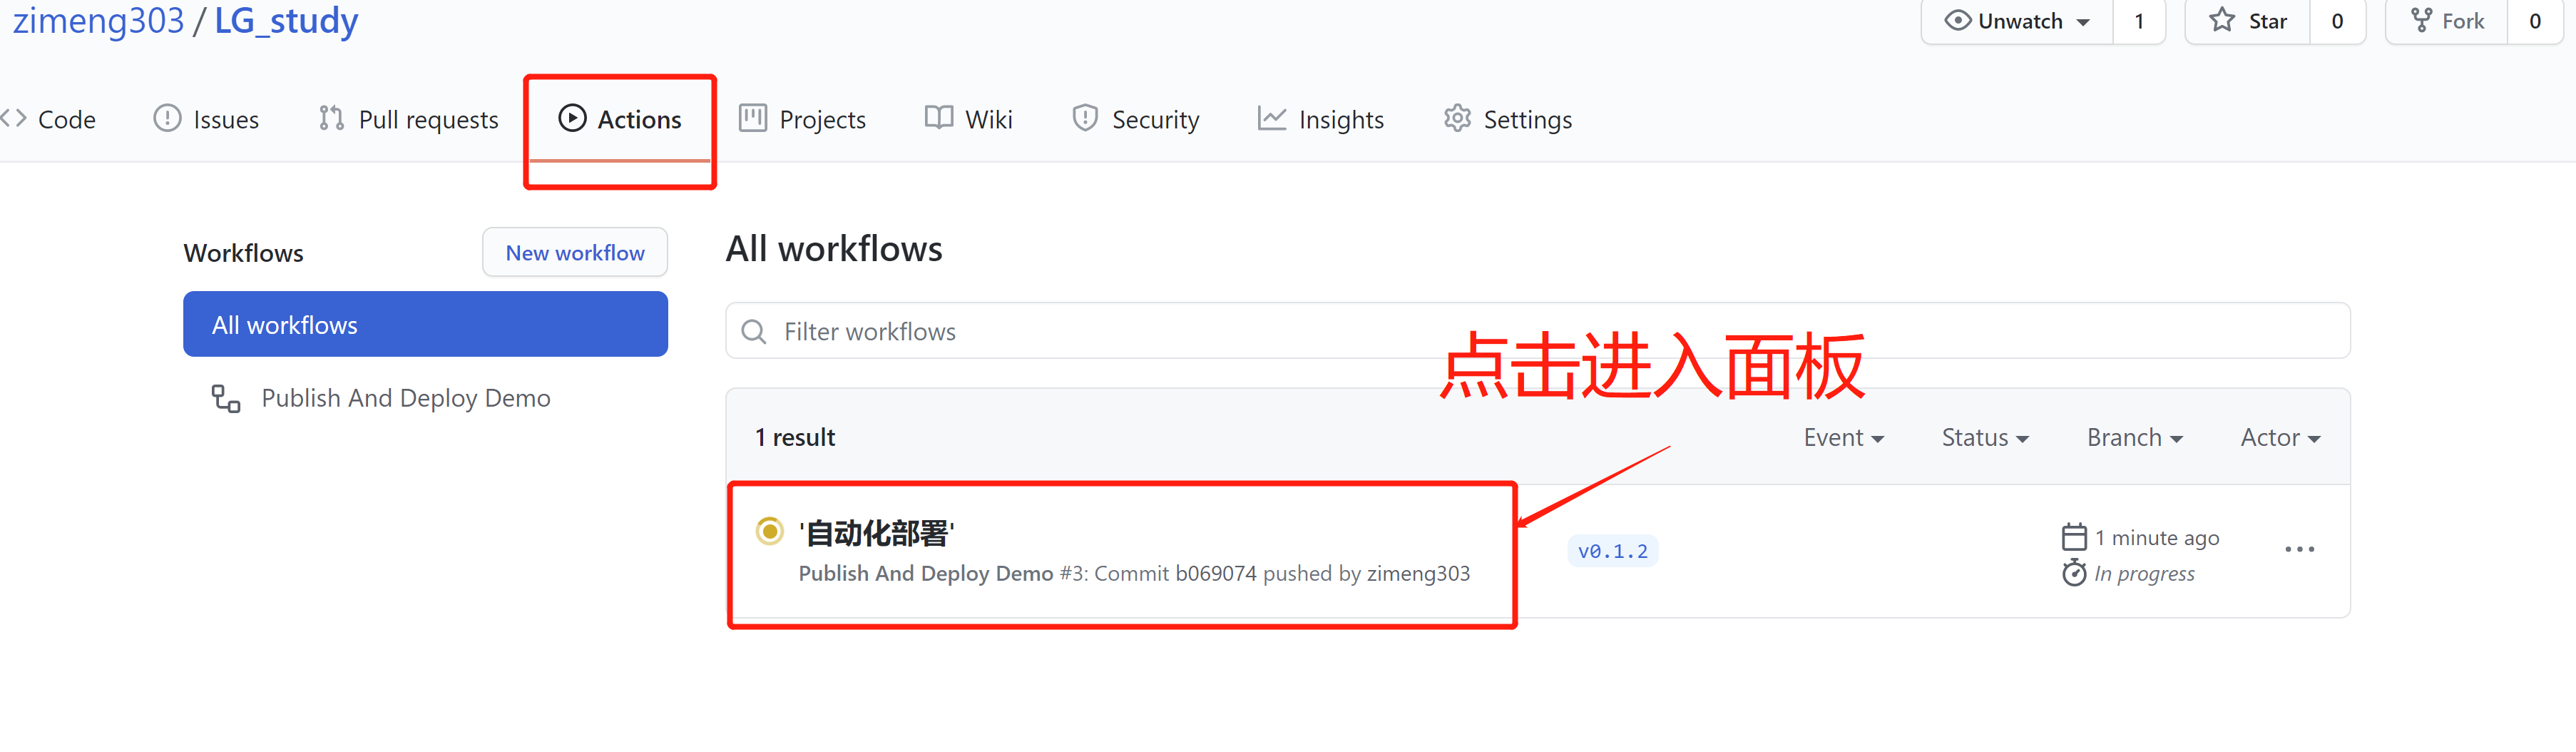 zimeng303 / LG_study
Unwatch 1 Star 0 Fork 0
Code Issues Pull requests Actions Projects Wiki Security Insights Settings
Workflows
New workflow
All workflows
Publish And Deploy Demo
All workflows
Filter workflows
点击进入面板
1 result
Event Status Branch Actor
'自动化部署'
Publish And Deploy Demo #3: Commit b069074 pushed by zimeng303
v0.1.2
1 minute ago
In progress